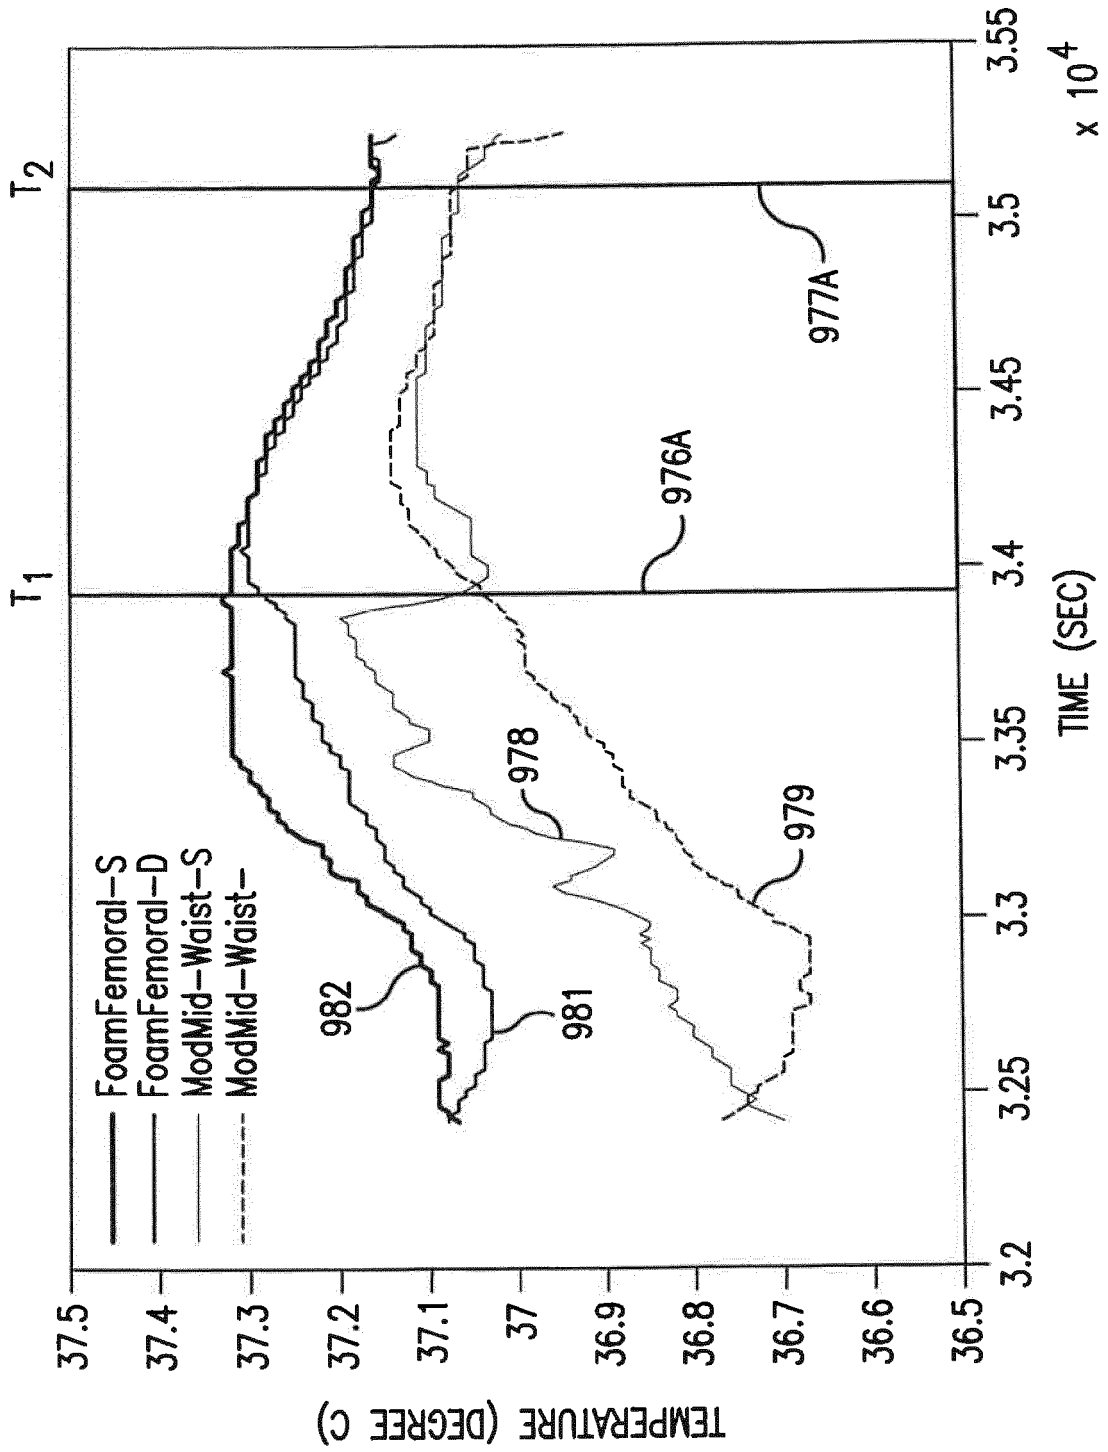 T1
T2
FoamFemoral-S
FoamFemoral-D
ModMid-Waist-S
ModMid-Waist-
982
981
978
979
976A
977A
37.5
37.4
37.3
37.2
37.1
37
36.9
36.8
36.7
36.6
36.5
TEMPERATURE (DEGREE C)
3.2
3.25
3.3
3.35
3.4
3.45
3.5
3.55
x 10^4
TIME (SEC)